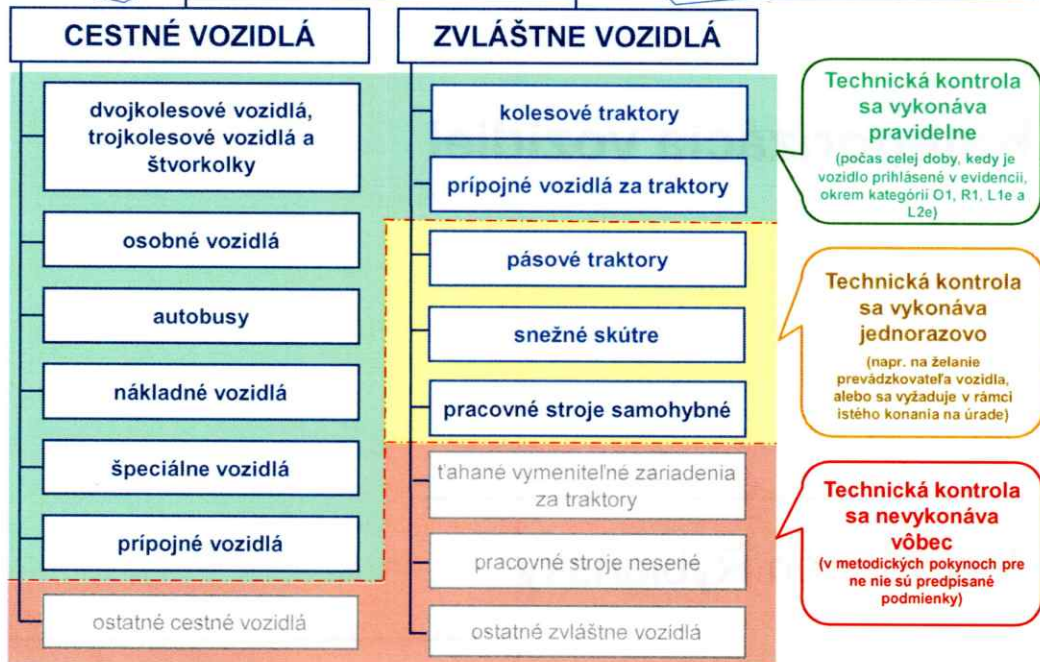 CESTNÉ VOZIDLÁ
dvojkolesové vozidlá,
trojkolesové vozidlá a
štvorkolky
osobné vozidlá
autobusy
nákladné vozidlá
špeciálne vozidlá
prípojné vozidlá
ostatné cestné vozidlá
ZVLÁŠTNE VOZIDLÁ
kolesové traktory
prípojné vozidlá za traktory
pásové traktory
snežné skútre
pracovné stroje samohybné
ťahané vymeniteľné zariadenia
za traktory
pracovné stroje nesené
ostatné zvláštne vozidlá
Technická kontrola
sa vykonáva
pravidelne
(počas celej doby, kedy je
vozidlo prihlásené v evidencii,
okrem kategórií O1, R1, L1e a
L2e)
Technická kontrola
sa vykonáva
jednorazovo
(napr. na želanie
prevádzkovateľa vozidla,
alebo sa vyžaduje v rámci
istého konania na úrade)
Technická kontrola
sa nevykonáva
vôbec
(v metodických pokynoch pre
ne nie sú predpísané
podmienky)